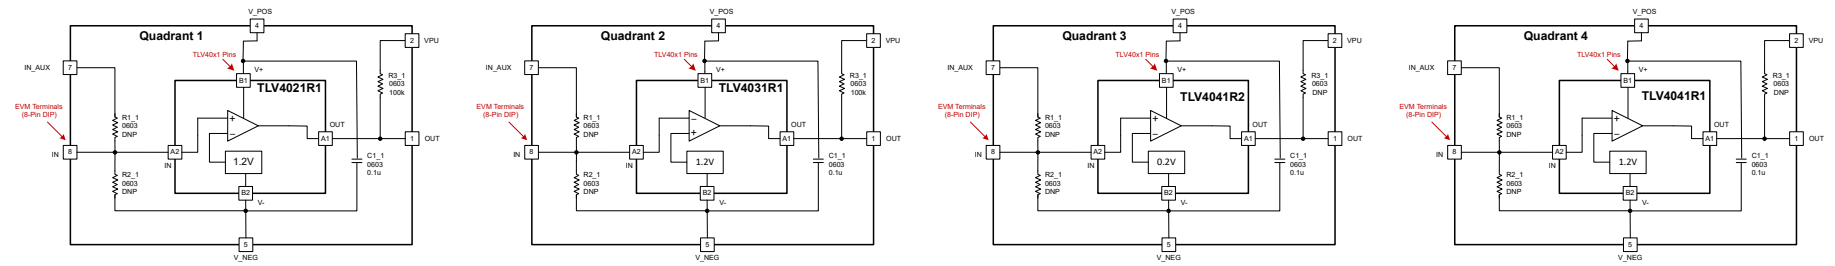 V_POS
4
Quadrant 1
2
VPU
TLV40x1 Pins
IN_AUX
7
V+
B1
R3_1
0603
100k
TLV4021R1
EVM Terminals
(8-Pin DIP)
R1_1
0603
DNP
+
−
OUT
A1
1
OUT
IN
8
A2
IN
1.2V
C1_1
0603
0.1u
R2_1
0603
DNP
B2
V-
5
V_NEG
V_POS
4
Quadrant 2
2
VPU
TLV40x1 Pins
IN_AUX
7
V+
B1
R3_1
0603
100k
TLV4031R1
EVM Terminals
(8-Pin DIP)
R1_1
0603
DNP
−
+
OUT
A1
1
OUT
IN
8
A2
IN
1.2V
C1_1
0603
0.1u
R2_1
0603
DNP
B2
V-
5
V_NEG
V_POS
4
Quadrant 3
2
VPU
TLV40x1 Pins
IN_AUX
7
V+
B1
R3_1
0603
DNP
TLV4041R2
EVM Terminals
(8-Pin DIP)
R1_1
0603
DNP
+
−
OUT
A1
1
OUT
IN
8
A2
IN
0.2V
C1_1
0603
0.1u
R2_1
0603
DNP
B2
V-
5
V_NEG
V_POS
4
Quadrant 4
2
VPU
TLV40x1 Pins
IN_AUX
7
V+
B1
R3_1
0603
DNP
TLV4041R1
EVM Terminals
(8-Pin DIP)
R1_1
0603
DNP
+
−
OUT
A1
1
OUT
IN
8
A2
IN
1.2V
C1_1
0603
0.1u
R2_1
0603
DNP
B2
V-
5
V_NEG